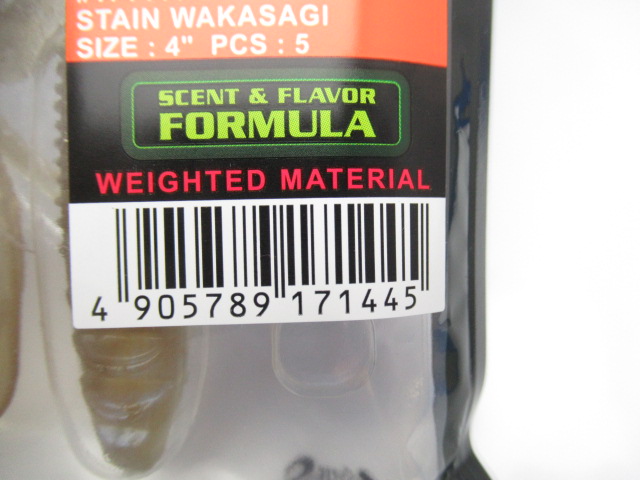 STAIN WAKASAGI
SIZE : 4" PCS : 5
SCENT & FLAVOR
FORMULA
WEIGHTED MATERIAL
4 905789 171445